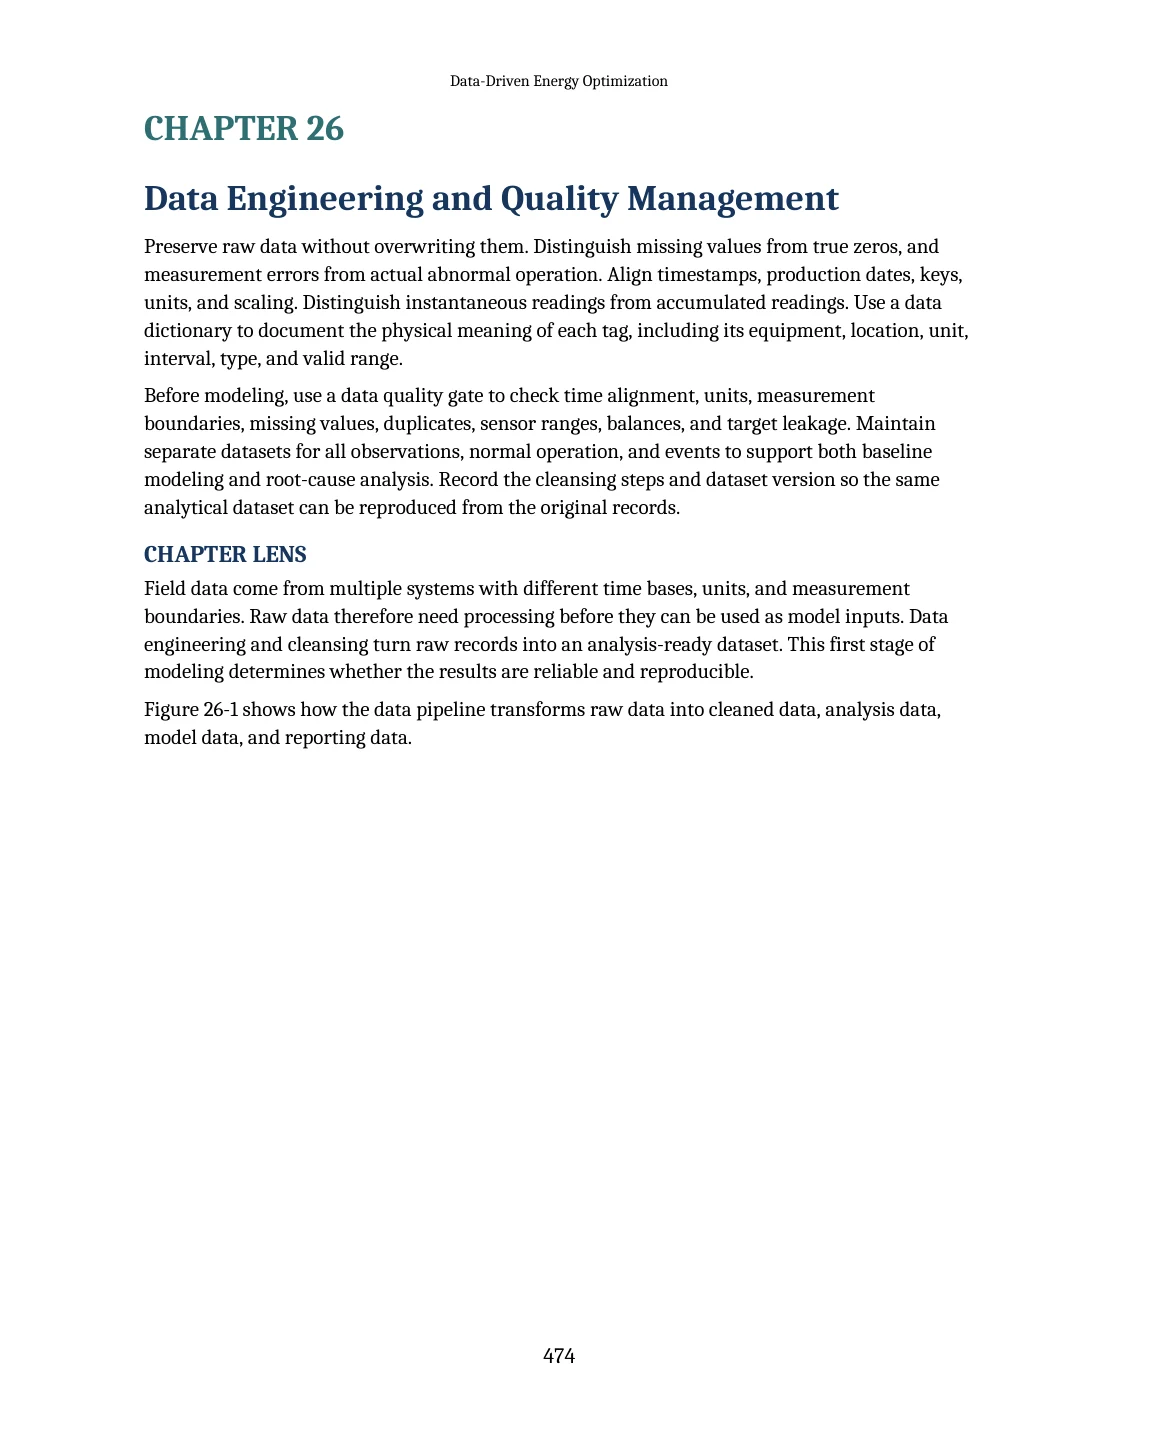 Data-Driven Energy Optimization
CHAPTER 26
Data Engineering and Quality Management
Preserve raw data without overwriting them. Distinguish missing values from true zeros, and
measurement errors from actual abnormal operation. Align timestamps, production dates, keys,
units, and scaling. Distinguish instantaneous readings from accumulated readings. Use a data
dictionary to document the physical meaning of each tag, including its equipment, location, unit,
interval, type, and valid range.
Before modeling, use a data quality gate to check time alignment, units, measurement
boundaries, missing values, duplicates, sensor ranges, balances, and target leakage. Maintain
separate datasets for all observations, normal operation, and events to support both baseline
modeling and root-cause analysis. Record the cleansing steps and dataset version so the same
analytical dataset can be reproduced from the original records.
CHAPTER LENS
Field data come from multiple systems with different time bases, units, and measurement
boundaries. Raw data therefore need processing before they can be used as model inputs. Data
engineering and cleansing turn raw records into an analysis-ready dataset. This first stage of
modeling determines whether the results are reliable and reproducible.
Figure 26-1 shows how the data pipeline transforms raw data into cleaned data, analysis data,
model data, and reporting data.
474